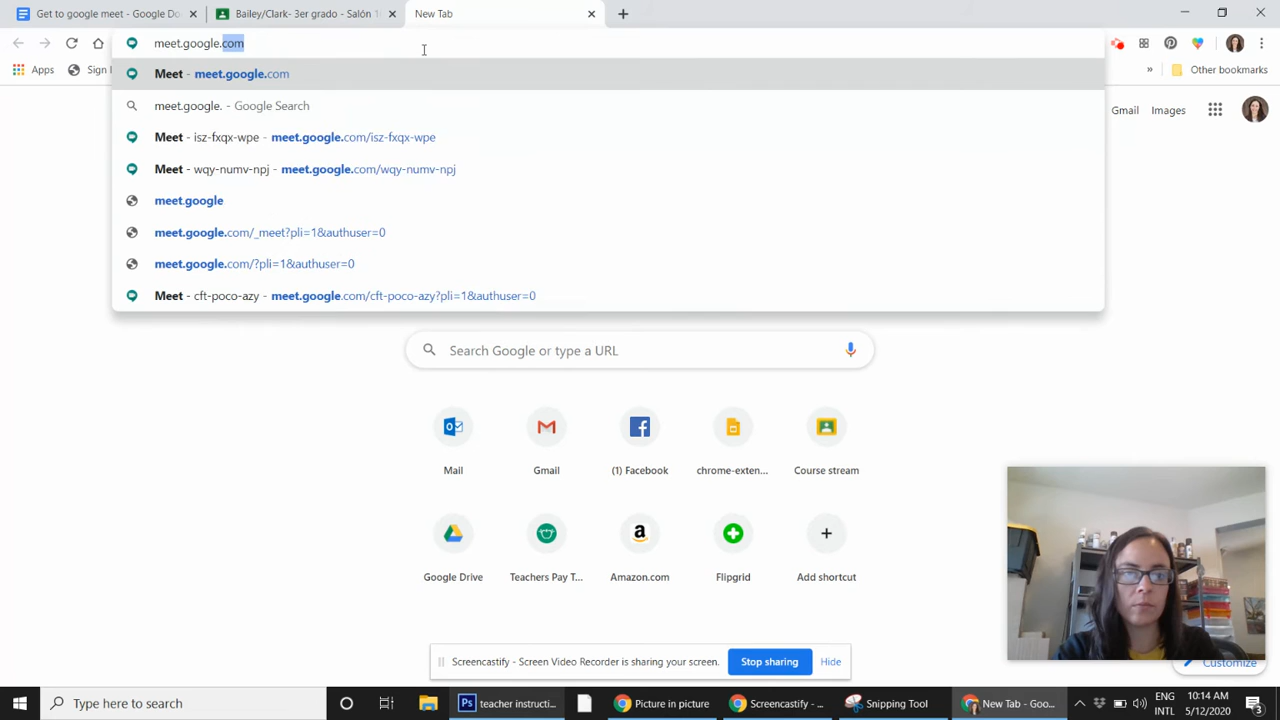 Get to google meet - Google Do
Bailey/Clark- 3er grado - Salón 1
New Tab
meet.google.com
Meet - meet.google.com
meet.google. - Google Search
Meet - isz-fxqx-wpe - meet.google.com/isz-fxqx-wpe
Meet - wqy-numv-npj - meet.google.com/wqy-numv-npj
meet.google
meet.google.com/_meet?pli=1&authuser=0
meet.google.com/?pli=1&authuser=0
Meet - cft-poco-azy - meet.google.com/cft-poco-azy?pli=1&authuser=0
Apps
Sign I
»
Other bookmarks
Gmail
Images
Search Google or type a URL
Mail
Gmail
(1) Facebook
chrome-exten...
Course stream
Google Drive
Teachers Pay T...
Amazon.com
Flipgrid
Add shortcut
Screencastify - Screen Video Recorder is sharing your screen.
Stop sharing
Hide
Customize
Type here to search
teacher instructi...
Picture in picture
Screencastify - ...
Snipping Tool
New Tab - Goo...
ENG
INTL
10:14 AM
5/12/2020
3